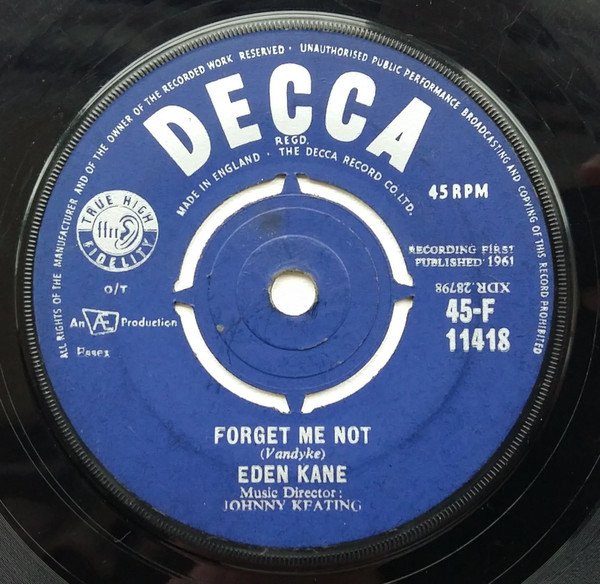 ALL RIGHTS OF THE MANUFACTURER AND OF THE OWNER OF THE RECORDED WORK RESERVED · UNAUTHORISED PUBLIC PERFORMANCE BROADCASTING AND COPYING OF THIS RECORD PROHIBITED
DECCA
REGD.
MADE IN ENGLAND · THE DECCA RECORD CO. LTD.
45 RPM
TRUE HIGH
FIDELITY
RECORDING FIRST
PUBLISHED 1961
O/T
XDR. 28798
An Æ Production
45-F
11418
Essex
FORGET ME NOT
(Vandyke)
EDEN KANE
Music Director:
JOHNNY KEATING